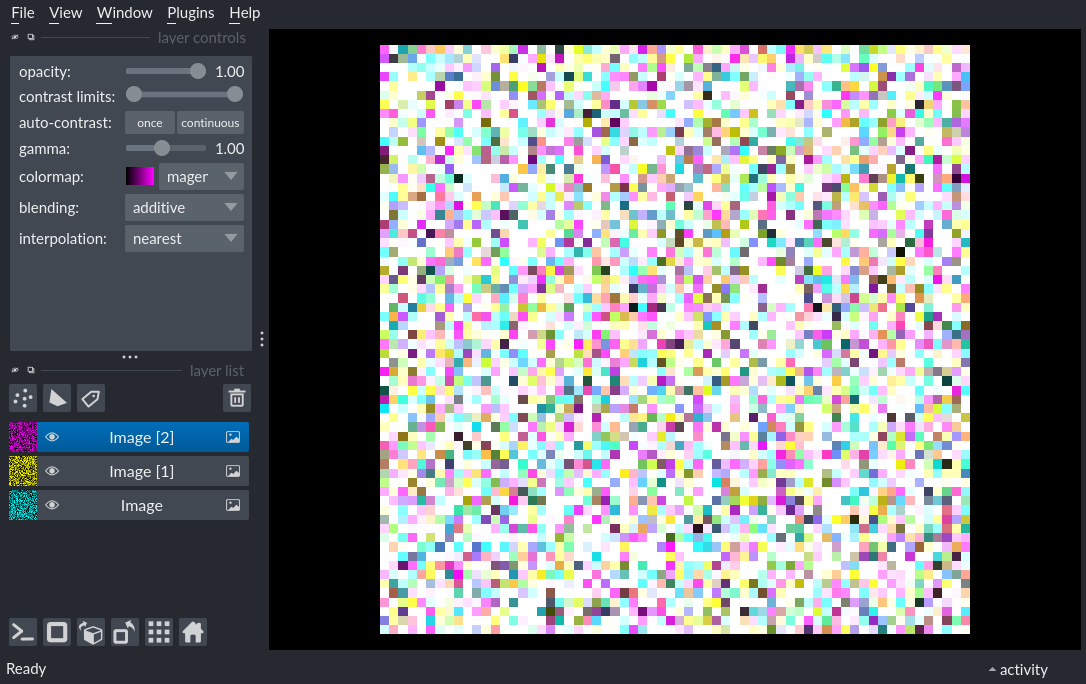 File View Window Plugins Help
layer controls
opacity: 1.00
contrast limits:
auto-contrast: once continuous
gamma: 1.00
colormap: mager
blending: additive
interpolation: nearest
layer list
Image [2]
Image [1]
Image
Ready
activity